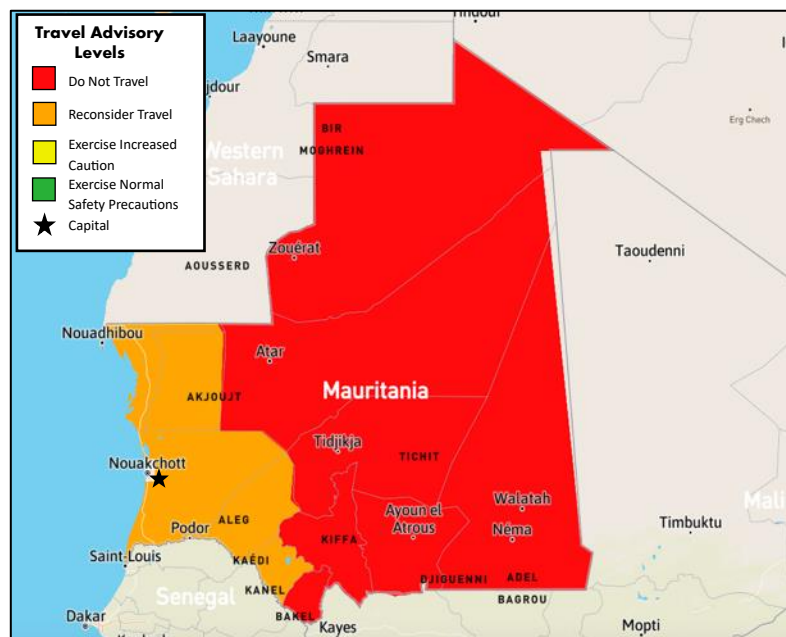 Travel Advisory
Levels
Do Not Travel
Reconsider Travel
Exercise Increased
Caution
Exercise Normal
Safety Precautions
Capital
Laayoune
Smara
jdour
Western
Sahara
BIR
MOGHREIN
Erg Chech
Zouérat
AOUSSERD
Taoudenni
Nouadhibou
Atar
AKJOUJT
Mauritania
Tidjikja
TICHIT
Nouakchott
ALEG
Ayoun el
Atrous
Walatah
Mali
Podor
KIFFA
Néma
Timbuktu
Saint-Louis
KAÉDI
KANEL
DJIGUENNI
ADEL
BAGROU
Senegal
BAKEL
Dakar
Kayes
Mopti